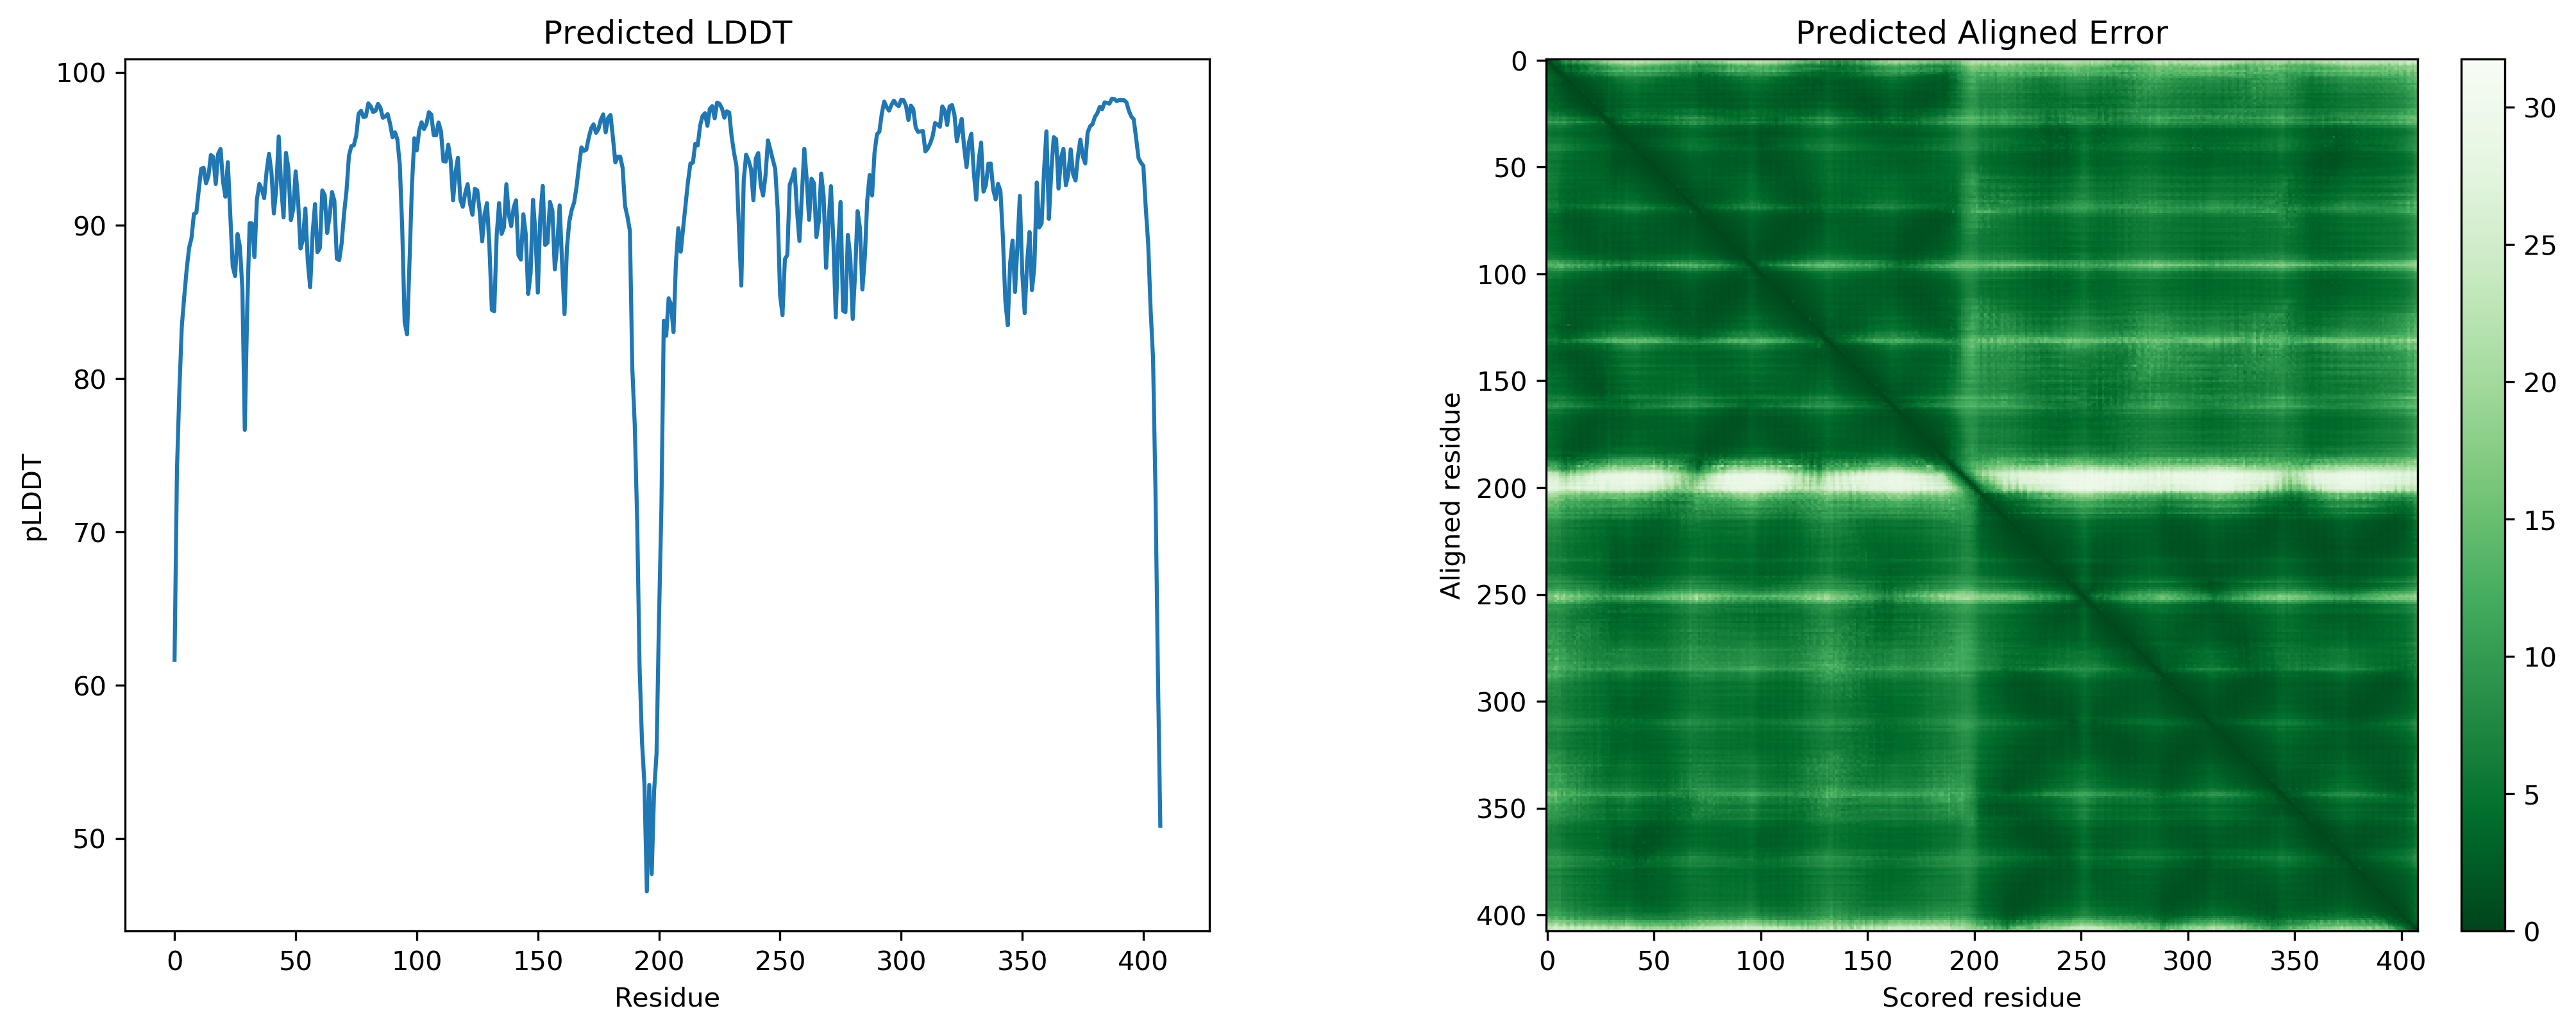 Predicted LDDT
100
90
80
70
60
50
pLDDT
0 50 100 150 200 250 300 350 400
Residue
Predicted Aligned Error
0
50
100
150
200
250
300
350
400
Aligned residue
0 50 100 150 200 250 300 350 400
Scored residue
30
25
20
15
10
5
0